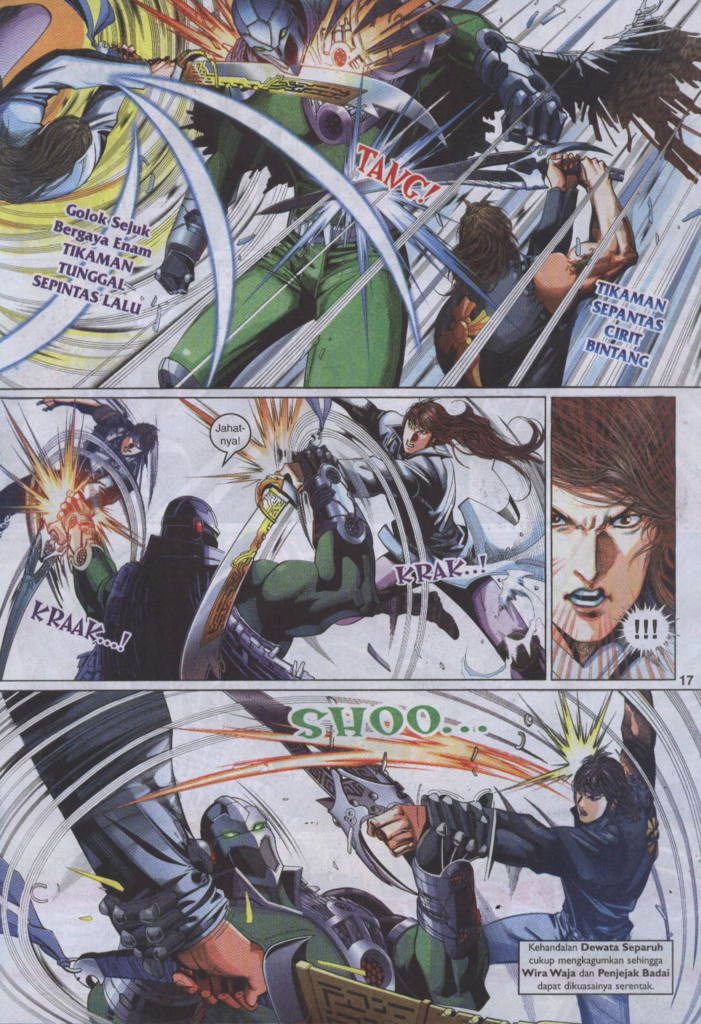 TANG!
Golok Sejuk
Bergaya Enam
TIKAMAN
TUNGGAL
SEPINTAS LALU
TIKAMAN
SEPANTAS
CIRIT
BINTANG
Jahat-
nya!
KRAAK...!
KRAK..!
!!!
17
SHOO....
Kehandalan Dewata Separuh
cukup mengkagumkan sehingga
Wira Waja dan Penjejak Badai
dapat dikuasainya serentak.